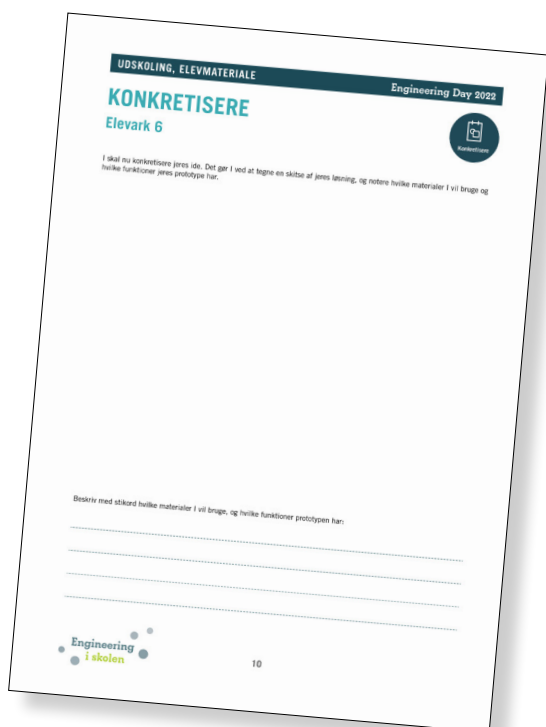 UDSKOLING, ELEVMATERIALE
Engineering Day 2022
KONKRETISERE
Elevark 6
Konkretisere
I skal nu konkretisere jeres ide. Det gør I ved at tegne en skitse af jeres løsning, og notere hvilke materialer I vil bruge og
hvilke funktioner jeres prototype har.
Beskriv med stikord hvilke materialer I vil bruge, og hvilke funktioner prototypen har:
Engineering
i skolen
10